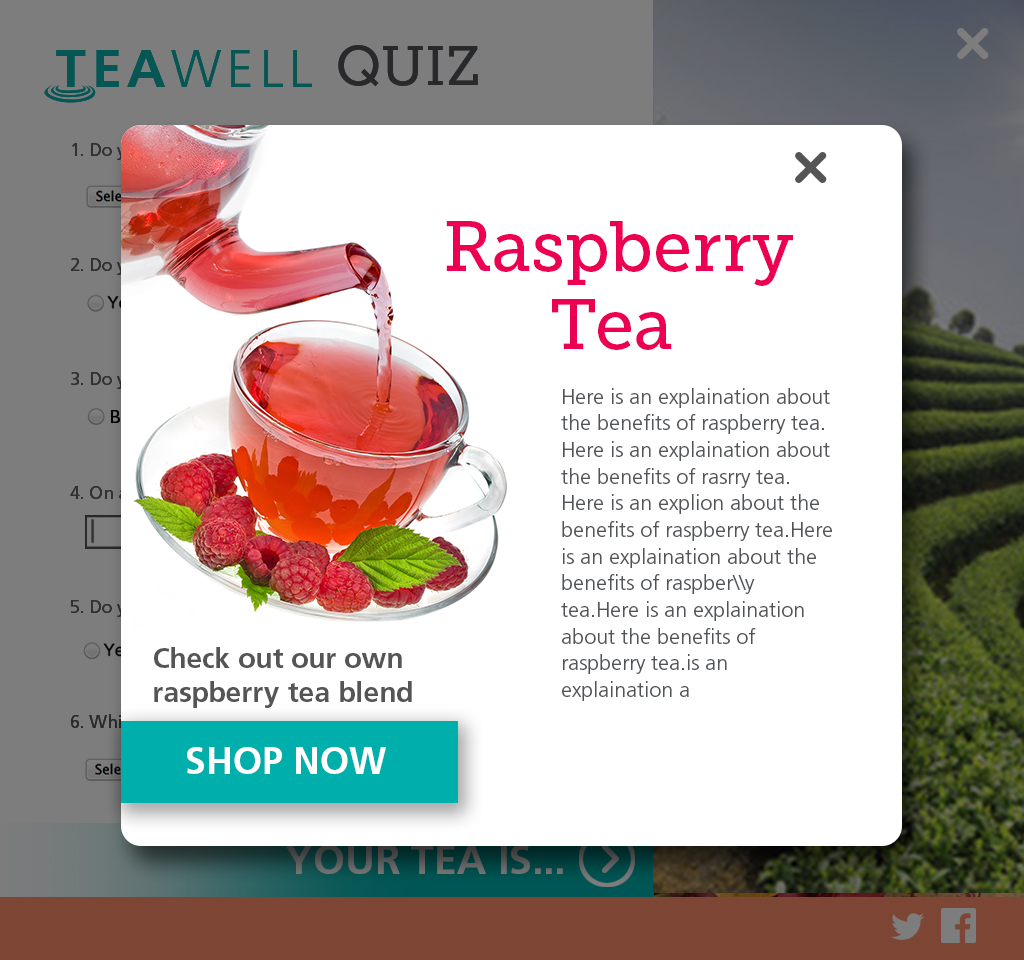 TEAWELL QUIZ
1. Do
Sele
2. Do
3. Do
B
4. On
5. Do
Ye
6. Whi
Sele
Raspberry
Tea
Here is an explaination about
the benefits of raspberry tea.
Here is an explaination about
the benefits of rasrry tea.
Here is an explion about the
benefits of raspberry tea.Here
is an explaination about the
benefits of raspber\\y
tea.Here is an explaination
about the benefits of
raspberry tea.is an
explaination a
Check out our own
raspberry tea blend
SHOP NOW
YOUR TEA IS...